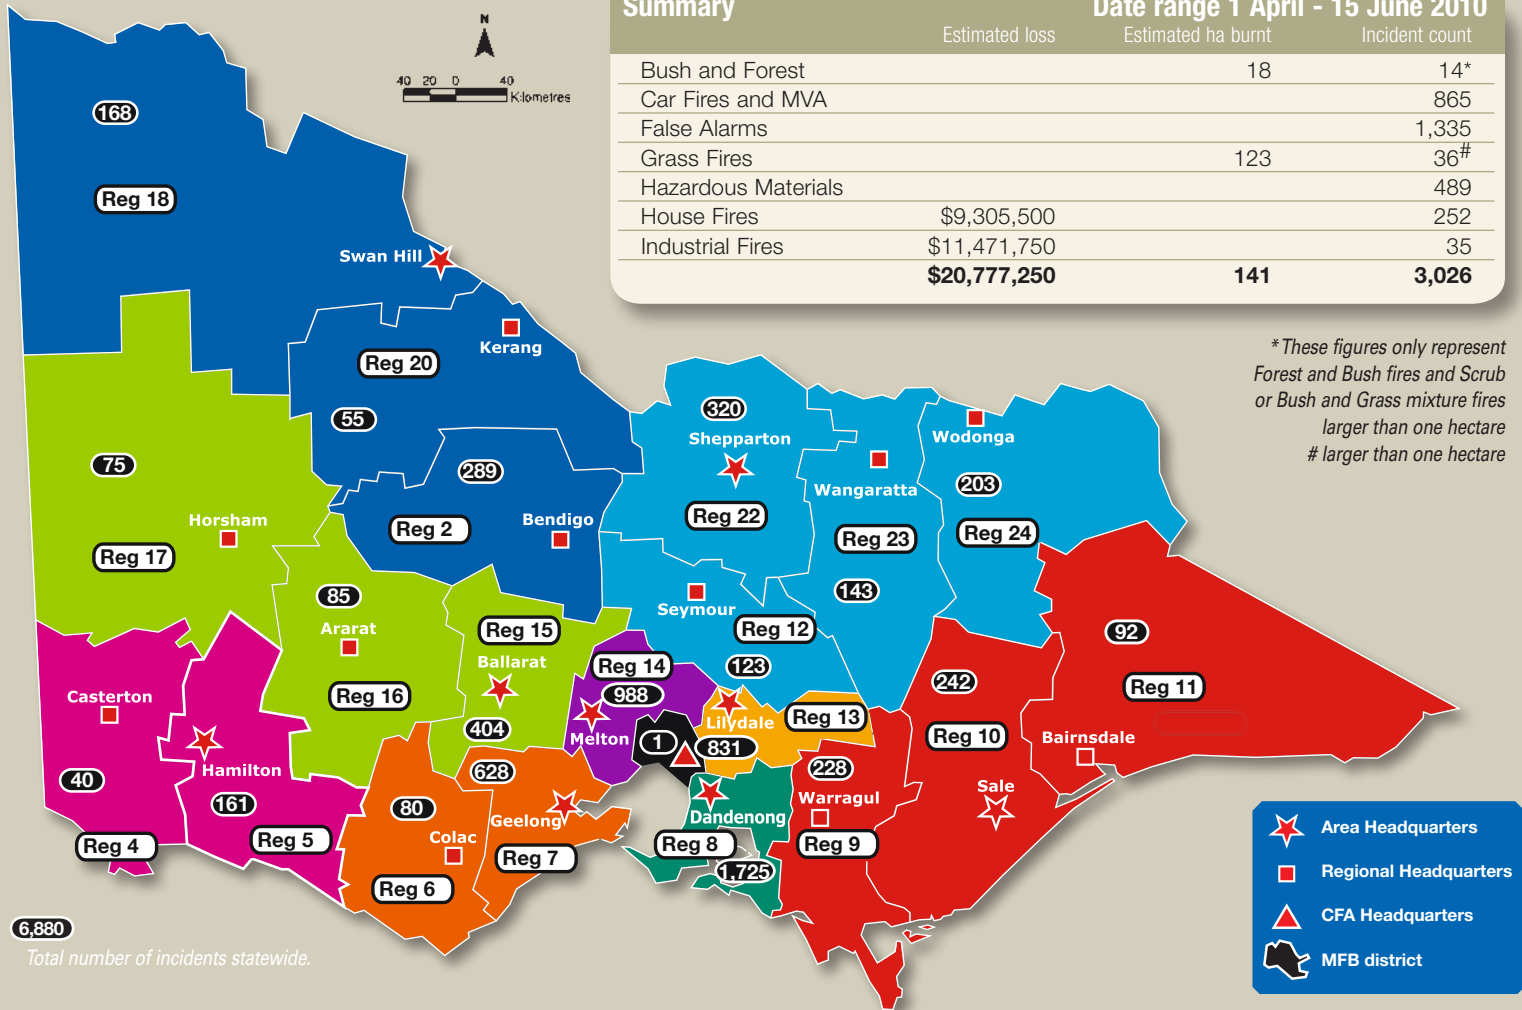 Summary Date range 1 April - 15 June 2010
Estimated loss Estimated ha burnt Incident count
Bush and Forest 18 14*
Car Fires and MVA 865
False Alarms 1,335
Grass Fires 123 36#
Hazardous Materials 489
House Fires $9,305,500 252
Industrial Fires $11,471,750 35
$20,777,250 141 3,026
*These figures only represent
Forest and Bush fires and Scrub
or Bush and Grass mixture fires
larger than one hectare
# larger than one hectare
N
40 20 0 40
Kilometres
168
Reg 18
Swan Hill
Kerang
Reg 20
55
75
Horsham
Reg 17
289
Reg 2
Bendigo
320
Shepparton
Reg 22
Wangaratta
Reg 23
143
Wodonga
203
Reg 24
85
Ararat
Reg 16
Reg 15
Ballarat
404
Seymour
Reg 12
123
Reg 14
988
Melton
1
Lilydale
831
Reg 13
Casterton
40
Reg 4
Hamilton
161
Reg 5
80
Colac
Reg 6
628
Geelong
Reg 7
Dandenong
Reg 8
1,725
228
Warragul
Reg 9
242
Reg 10
Sale
92
Reg 11
Bairnsdale
6,880
Total number of incidents statewide.
Area Headquarters
Regional Headquarters
CFA Headquarters
MFB district